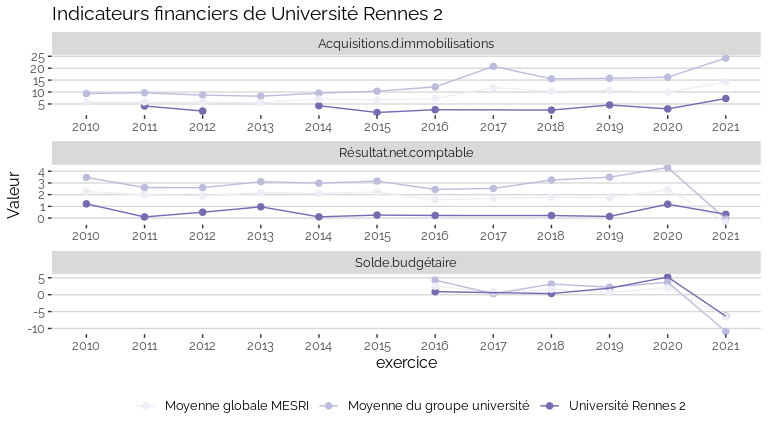 Indicateurs financiers de Université Rennes 2
Acquisitions.d.immobilisations
25
20
15
10
5
2010 2011 2012 2013 2014 2015 2016 2017 2018 2019 2020 2021
Résultat.net.comptable
4
3
2
1
0
2010 2011 2012 2013 2014 2015 2016 2017 2018 2019 2020 2021
Solde.budgétaire
5
0
-5
-10
2010 2011 2012 2013 2014 2015 2016 2017 2018 2019 2020 2021
Valeur
exercice
Moyenne globale MESRI Moyenne du groupe université Université Rennes 2